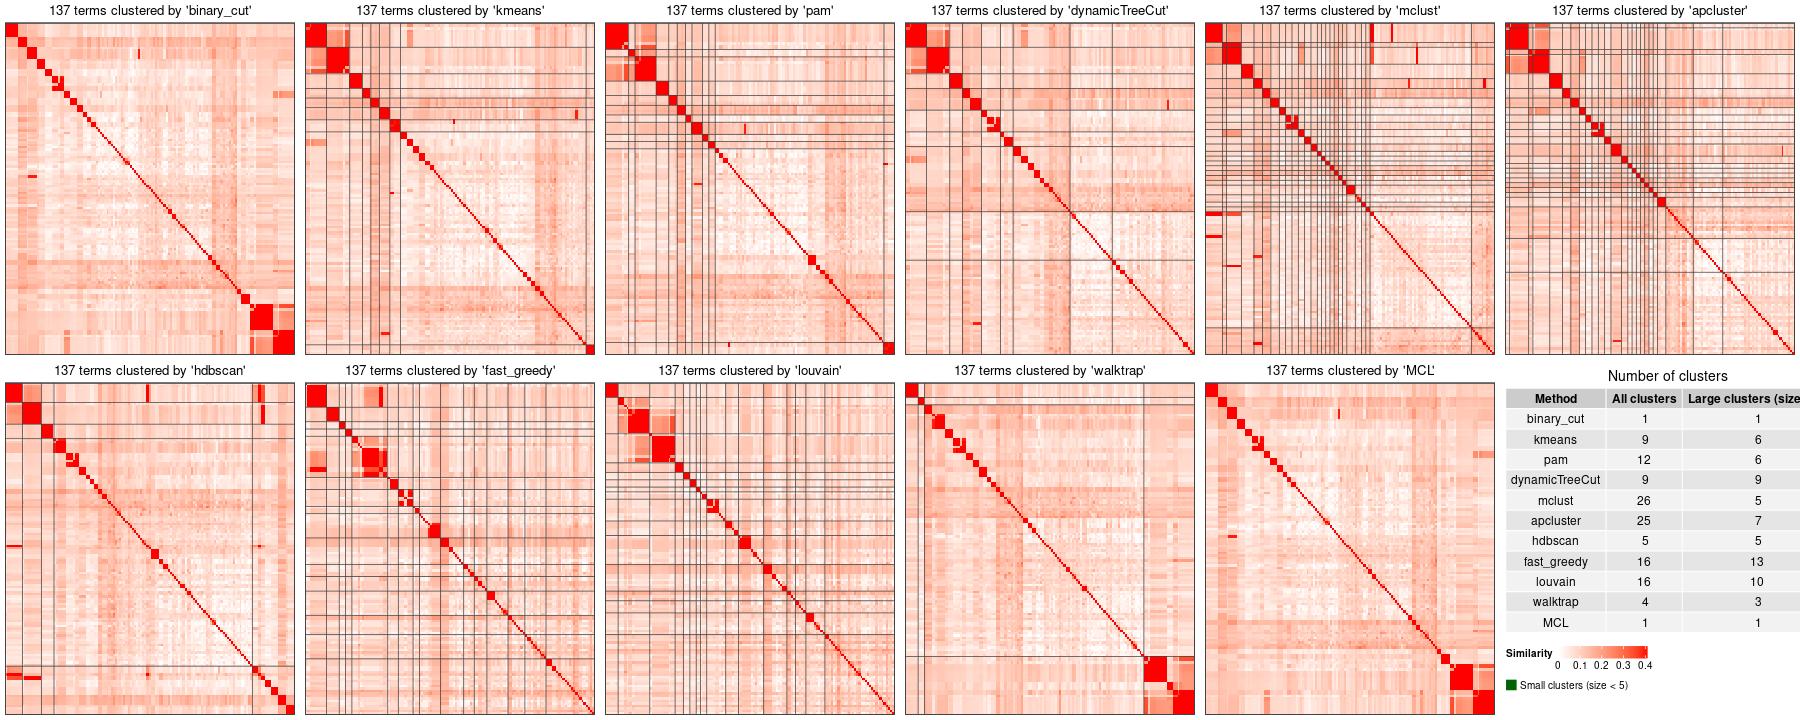 137 terms clustered by 'binary_cut'
137 terms clustered by 'kmeans'
137 terms clustered by 'pam'
137 terms clustered by 'dynamicTreeCut'
137 terms clustered by 'mclust'
137 terms clustered by 'apcluster'
137 terms clustered by 'hdbscan'
137 terms clustered by 'fast_greedy'
137 terms clustered by 'louvain'
137 terms clustered by 'walktrap'
137 terms clustered by 'MCL'
Number of clusters
Method All clusters Large clusters (size
binary_cut 1 1
kmeans 9 6
pam 12 6
dynamicTreeCut 9 9
mclust 26 5
apcluster 25 7
hdbscan 5 5
fast_greedy 16 13
louvain 16 10
walktrap 4 3
MCL 1 1
Similarity
0 0.1 0.2 0.3 0.4
Small clusters (size < 5)